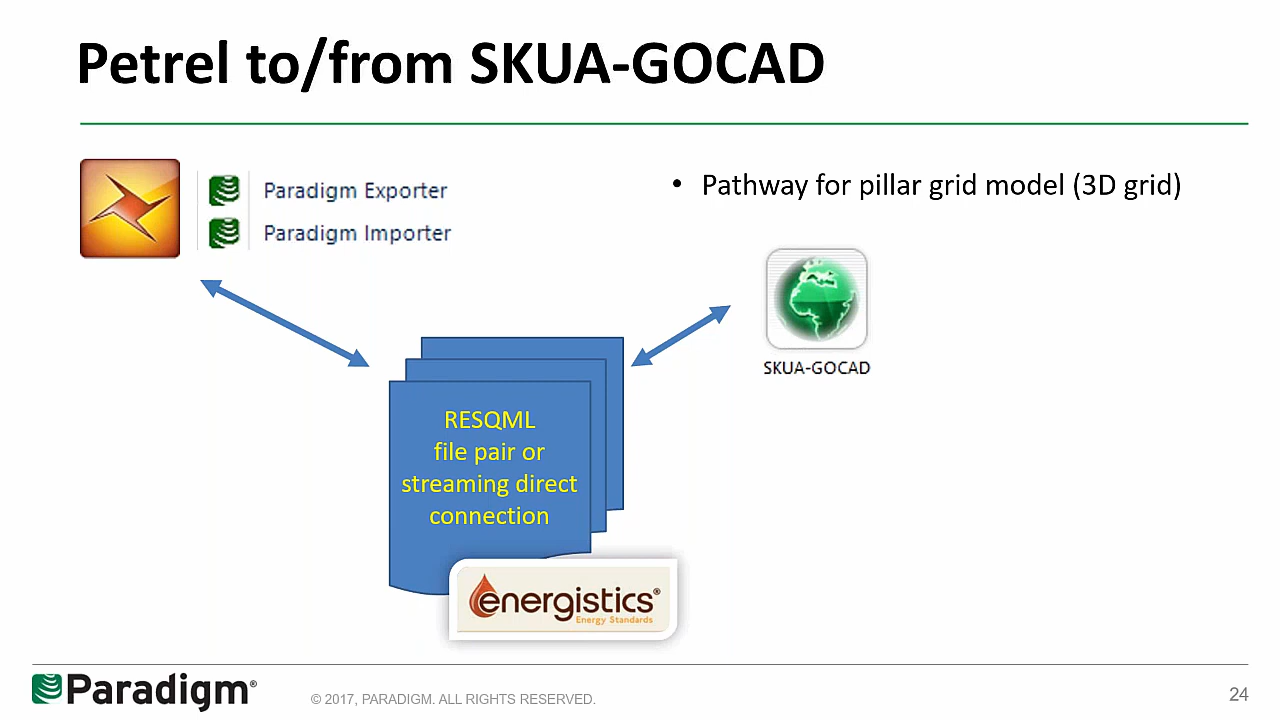 Petrel to/from SKUA-GOCAD
Paradigm Exporter
Paradigm Importer
• Pathway for pillar grid model (3D grid)
SKUA-GOCAD
RESQML
file pair or
streaming direct
connection
energistics®
Energy Standards
Paradigm®
© 2017, PARADIGM. ALL RIGHTS RESERVED.
24